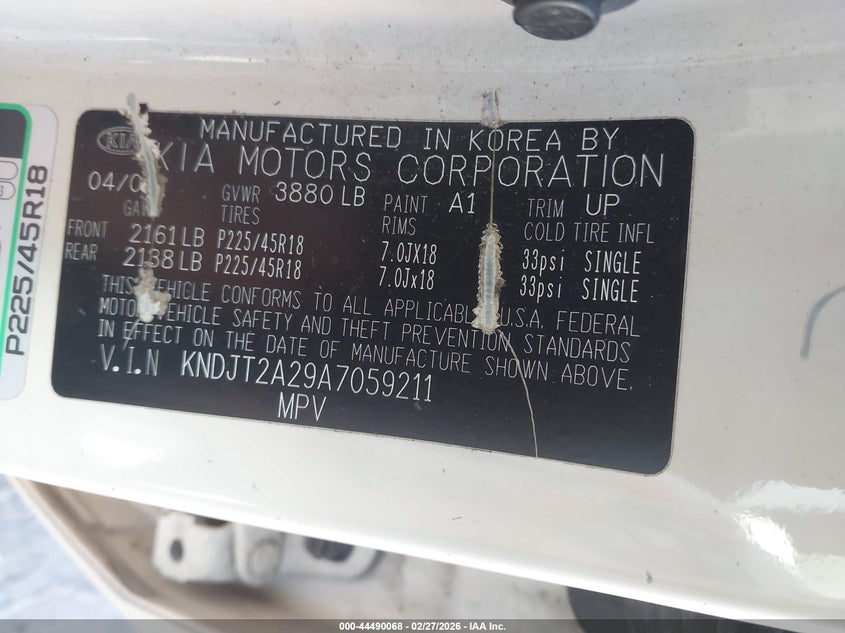 P225/45R18
KIA
MANUFACTURED IN KOREA BY
KIA MOTORS CORPORATION
04/0
GVWR 3880 LB PAINT A1 TRIM UP
TIRES RIMS COLD TIRE INFL
FRONT 2161 LB P225/45R18 7.0JX18 33psi SINGLE
REAR LB P225/45R18 7.0Jx18 33psi SINGLE
THIS VEHICLE CONFORMS TO ALL APPLICABLE U.S.A. FEDERAL
MOTOR VEHICLE SAFETY AND THEFT PREVENTION STANDARDS
IN EFFECT ON THE DATE OF MANUFACTURE SHOWN ABOVE.
V.I.N KNDJT2A29A7059211
MPV
000-44490068 - 02/27/2026 - IAA Inc.